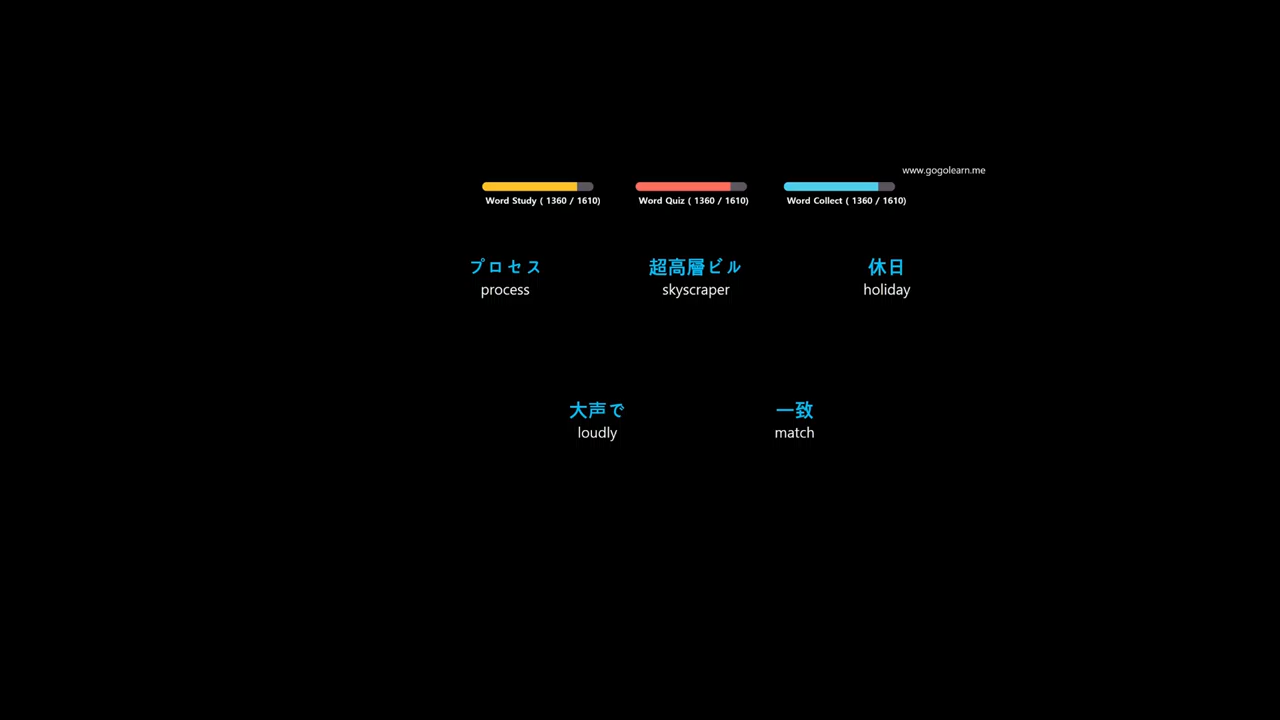 www.gogolearn.me
Word Study ( 1360 / 1610)
Word Quiz ( 1360 / 1610)
Word Collect ( 1360 / 1610)
プロセス
process
超高層ビル
skyscraper
休日
holiday
大声で
loudly
一致
match